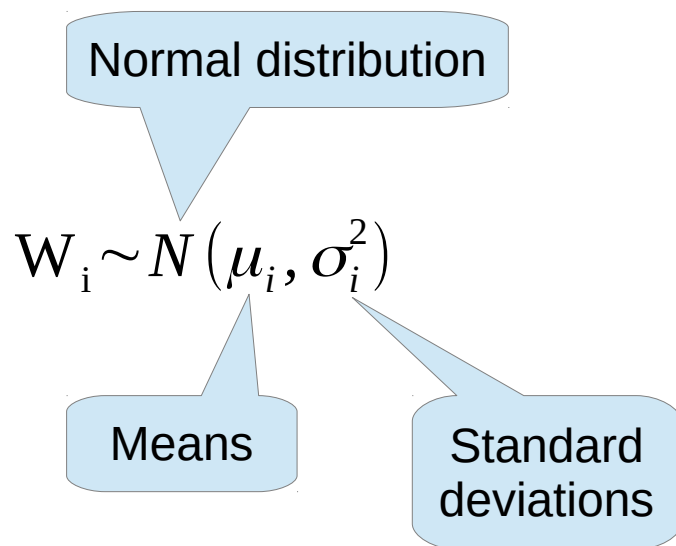 Normal distribution
W_i ~ N(μ_i, σ_i^2)
Means
Standard
deviations